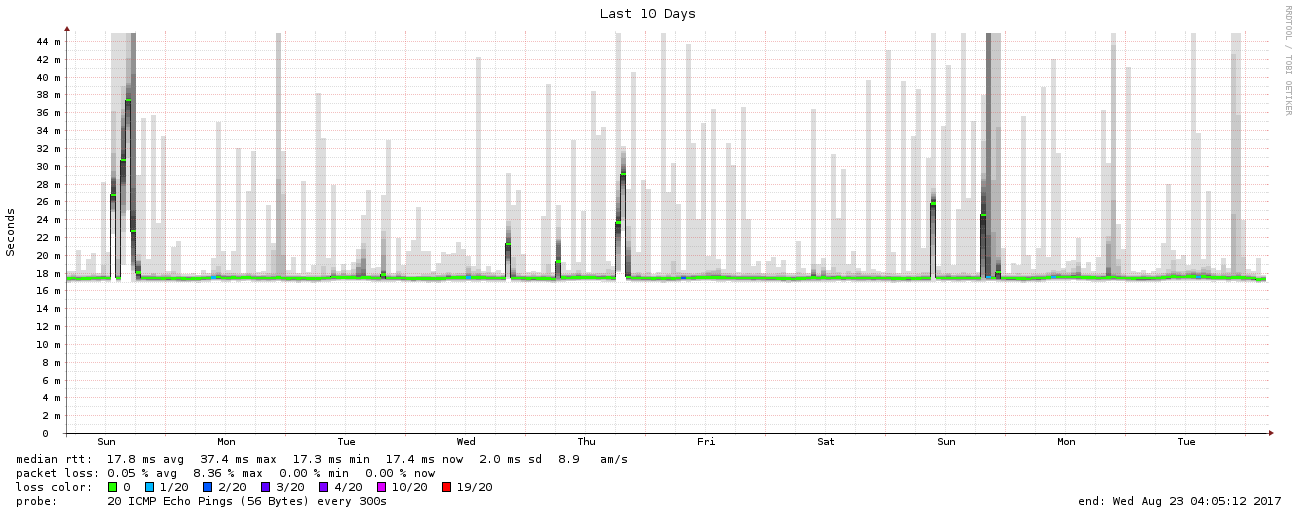 Last 10 Days
RRDTOOL / TOBI OETIKER
Seconds
44 m
42 m
40 m
38 m
36 m
34 m
32 m
30 m
28 m
26 m
24 m
22 m
20 m
18 m
16 m
14 m
12 m
10 m
8 m
6 m
4 m
2 m
0
Sun Mon Tue Wed Thu Fri Sat Sun Mon Tue
median rtt: 17.8 ms avg 37.4 ms max 17.3 ms min 17.4 ms now 2.0 ms sd 8.9 am/s
packet loss: 0.05 % avg 8.36 % max 0.00 % min 0.00 % now
loss color: 0 1/20 2/20 3/20 4/20 10/20 19/20
probe: 20 ICMP Echo Pings (56 Bytes) every 300s
end: Wed Aug 23 04:05:12 2017